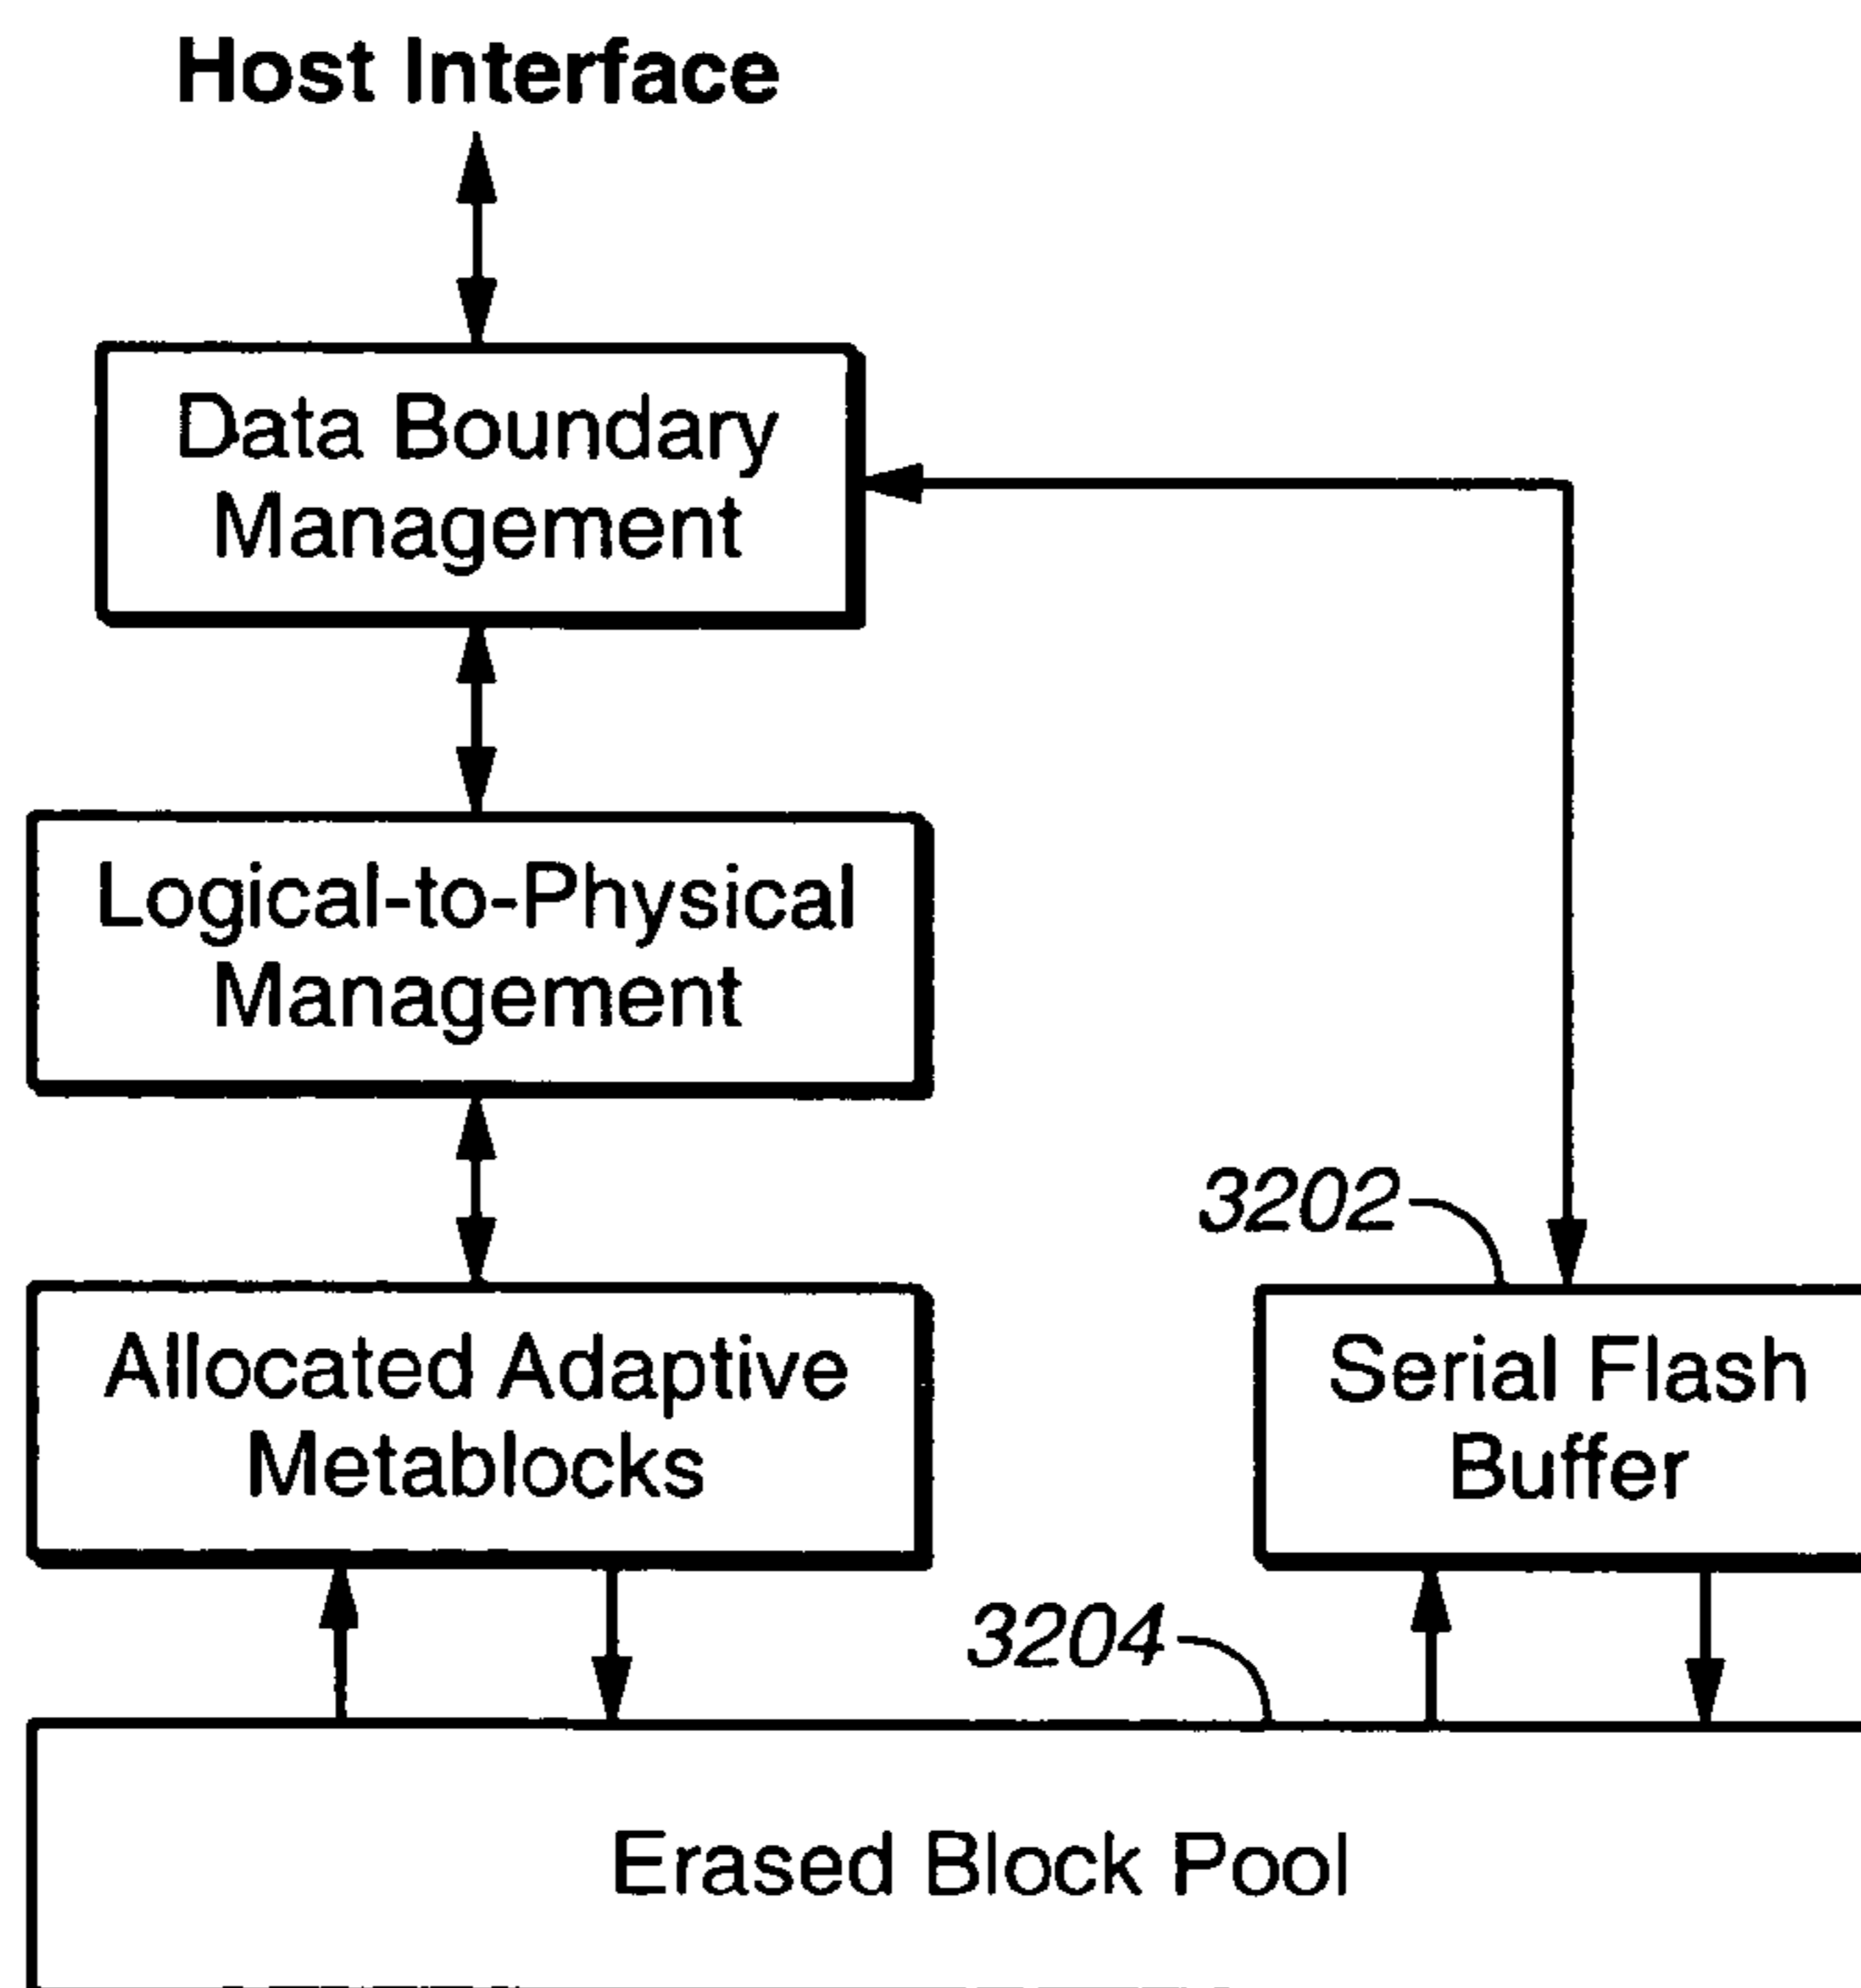 Host Interface
Data Boundary
Management
Logical-to-Physical
Management
3202
Allocated Adaptive
Metablocks
Serial Flash
Buffer
3204
Erased Block Pool